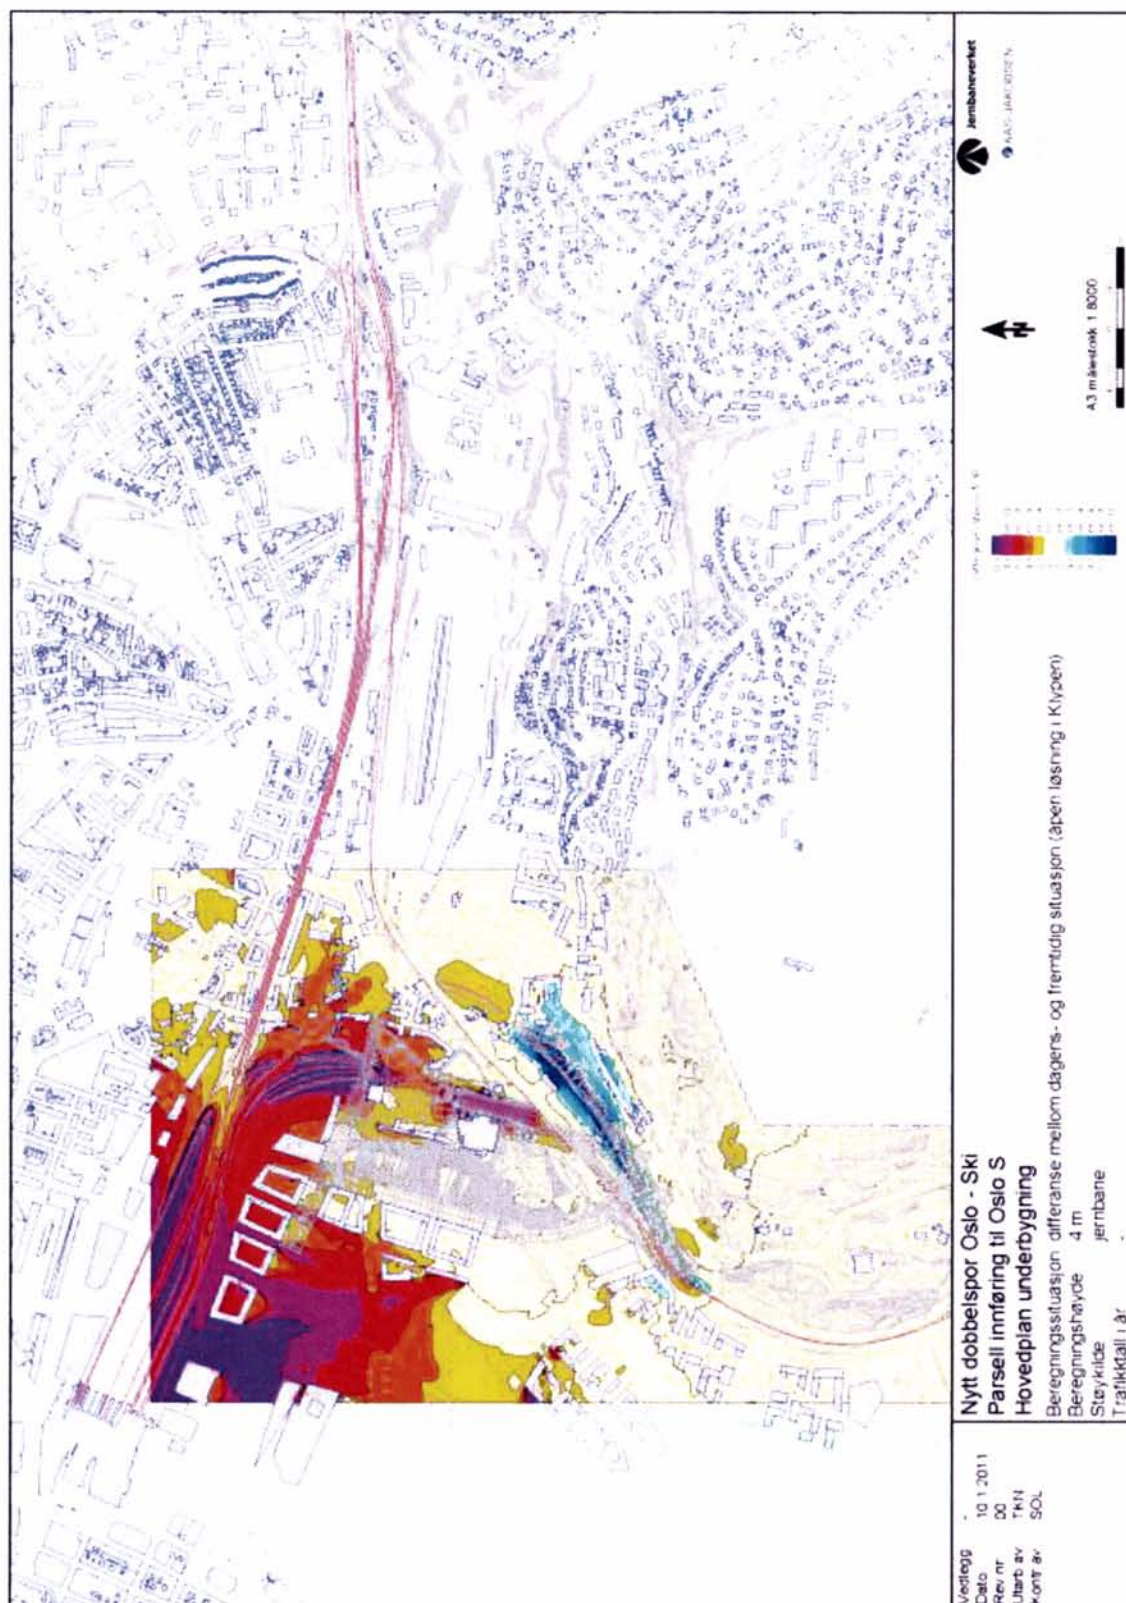 Vedlegg -
Dato 10 1 2011
Rev nr 00
Utarb av TKN
Kontr av SOL
Nytt dobbelspor Oslo - Ski
Parsell innføring til Oslo S
Hovedplan underbygning
Beregningssituasjon differanse mellom dagens- og fremtidig situasjon (åpen løsning i Klypen)
Beregningshøyde 4 m
Støykilde jernbane
Trafikktall i år -
A3 målestokk 1 8000
N
Jernbaneverket
AAS-JAKOBSEN